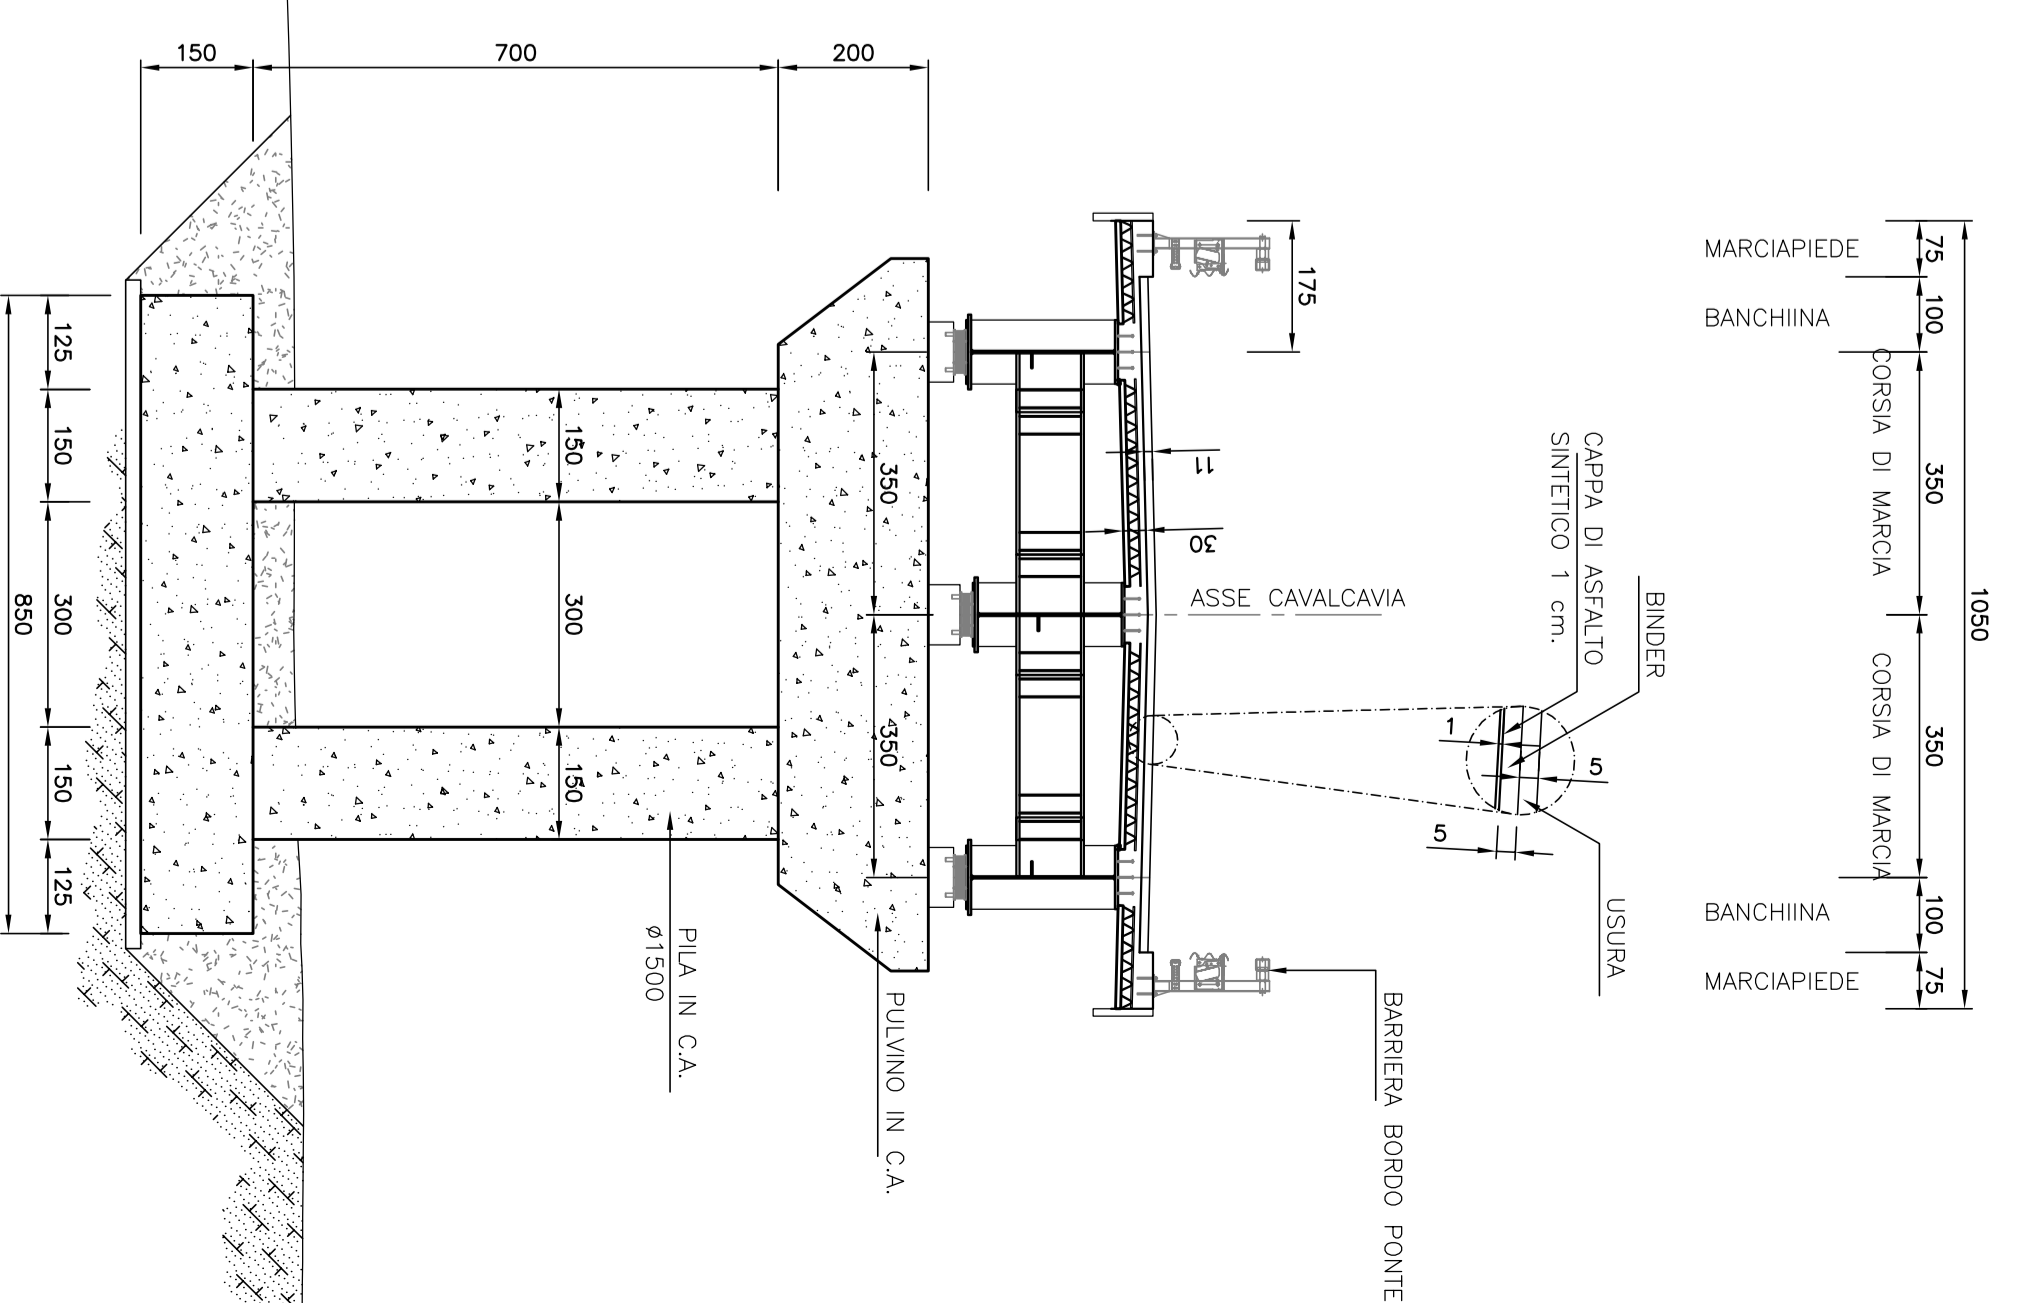 1050
75
100
350
350
100
75
MARCIAPIEDE
BANCHIINA
CORSIA DI MARCIA
CORSIA DI MARCIA
BANCHIINA
MARCIAPIEDE
BINDER
CAPPA DI ASFALTO
SINTETICO 1 cm.
USURA
1
5
5
BARRIERA BORDO PONTE
175
11
30
ASSE CAVALCAVIA
200
700
150
350
350
PULVINO IN C.A.
150
300
150
PILA IN C.A.
Ø1500
125
150
300
150
125
850